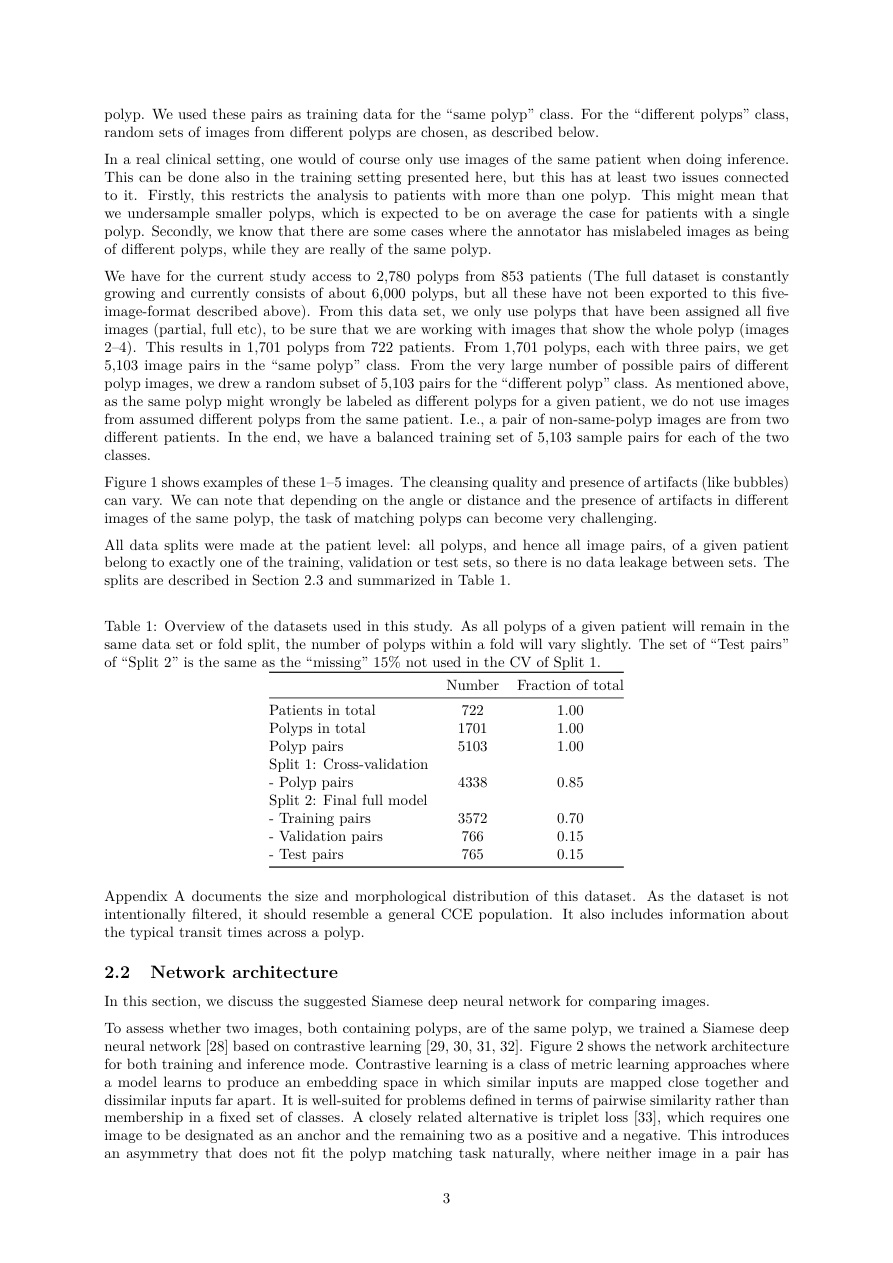 polyp. We used these pairs as training data for the “same polyp” class. For the “different polyps” class,
random sets of images from different polyps are chosen, as described below.
In a real clinical setting, one would of course only use images of the same patient when doing inference.
This can be done also in the training setting presented here, but this has at least two issues connected
to it. Firstly, this restricts the analysis to patients with more than one polyp. This might mean that
we undersample smaller polyps, which is expected to be on average the case for patients with a single
polyp. Secondly, we know that there are some cases where the annotator has mislabeled images as being
of different polyps, while they are really of the same polyp.
We have for the current study access to 2,780 polyps from 853 patients (The full dataset is constantly
growing and currently consists of about 6,000 polyps, but all these have not been exported to this five-
image-format described above). From this data set, we only use polyps that have been assigned all five
images (partial, full etc), to be sure that we are working with images that show the whole polyp (images
2–4). This results in 1,701 polyps from 722 patients. From 1,701 polyps, each with three pairs, we get
5,103 image pairs in the “same polyp” class. From the very large number of possible pairs of different
polyp images, we drew a random subset of 5,103 pairs for the “different polyp” class. As mentioned above,
as the same polyp might wrongly be labeled as different polyps for a given patient, we do not use images
from assumed different polyps from the same patient. I.e., a pair of non-same-polyp images are from two
different patients. In the end, we have a balanced training set of 5,103 sample pairs for each of the two
classes.
Figure 1 shows examples of these 1–5 images. The cleansing quality and presence of artifacts (like bubbles)
can vary. We can note that depending on the angle or distance and the presence of artifacts in different
images of the same polyp, the task of matching polyps can become very challenging.
All data splits were made at the patient level: all polyps, and hence all image pairs, of a given patient
belong to exactly one of the training, validation or test sets, so there is no data leakage between sets. The
splits are described in Section 2.3 and summarized in Table 1.
Table 1: Overview of the datasets used in this study. As all polyps of a given patient will remain in the
same data set or fold split, the number of polyps within a fold will vary slightly. The set of “Test pairs”
of “Split 2” is the same as the “missing” 15% not used in the CV of Split 1.
Number Fraction of total
Patients in total 722 1.00
Polyps in total 1701 1.00
Polyp pairs 5103 1.00
Split 1: Cross-validation
- Polyp pairs 4338 0.85
Split 2: Final full model
- Training pairs 3572 0.70
- Validation pairs 766 0.15
- Test pairs 765 0.15
Appendix A documents the size and morphological distribution of this dataset. As the dataset is not
intentionally filtered, it should resemble a general CCE population. It also includes information about
the typical transit times across a polyp.
2.2 Network architecture
In this section, we discuss the suggested Siamese deep neural network for comparing images.
To assess whether two images, both containing polyps, are of the same polyp, we trained a Siamese deep
neural network [28] based on contrastive learning [29, 30, 31, 32]. Figure 2 shows the network architecture
for both training and inference mode. Contrastive learning is a class of metric learning approaches where
a model learns to produce an embedding space in which similar inputs are mapped close together and
dissimilar inputs far apart. It is well-suited for problems defined in terms of pairwise similarity rather than
membership in a fixed set of classes. A closely related alternative is triplet loss [33], which requires one
image to be designated as an anchor and the remaining two as a positive and a negative. This introduces
an asymmetry that does not fit the polyp matching task naturally, where neither image in a pair has
3